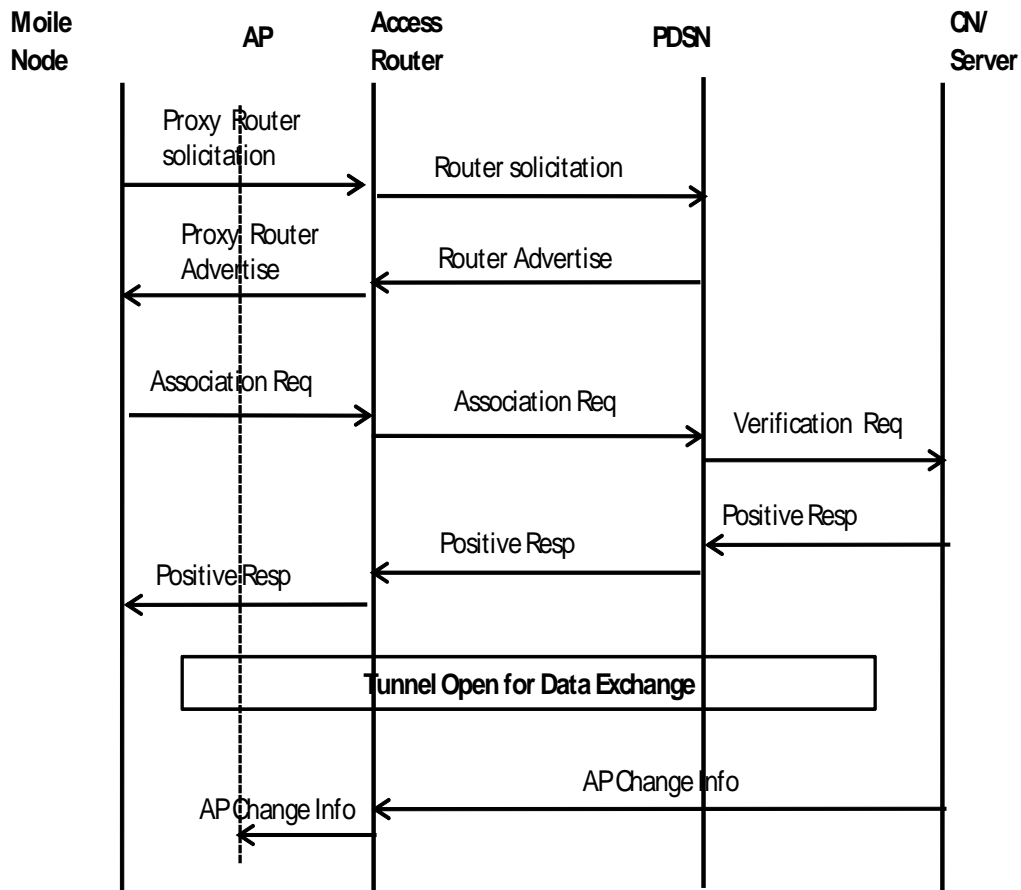 Moile
Node
AP
Access
Router
PDSN
CN/
Server
Proxy Router
solicitation
Router solicitation
Proxy Router
Advertise
Router Advertise
Association Req
Association Req
Verification Req
Positive Resp
Positive Resp
Positive Resp
Tunnel Open for Data Exchange
AP Change Info
AP Change Info